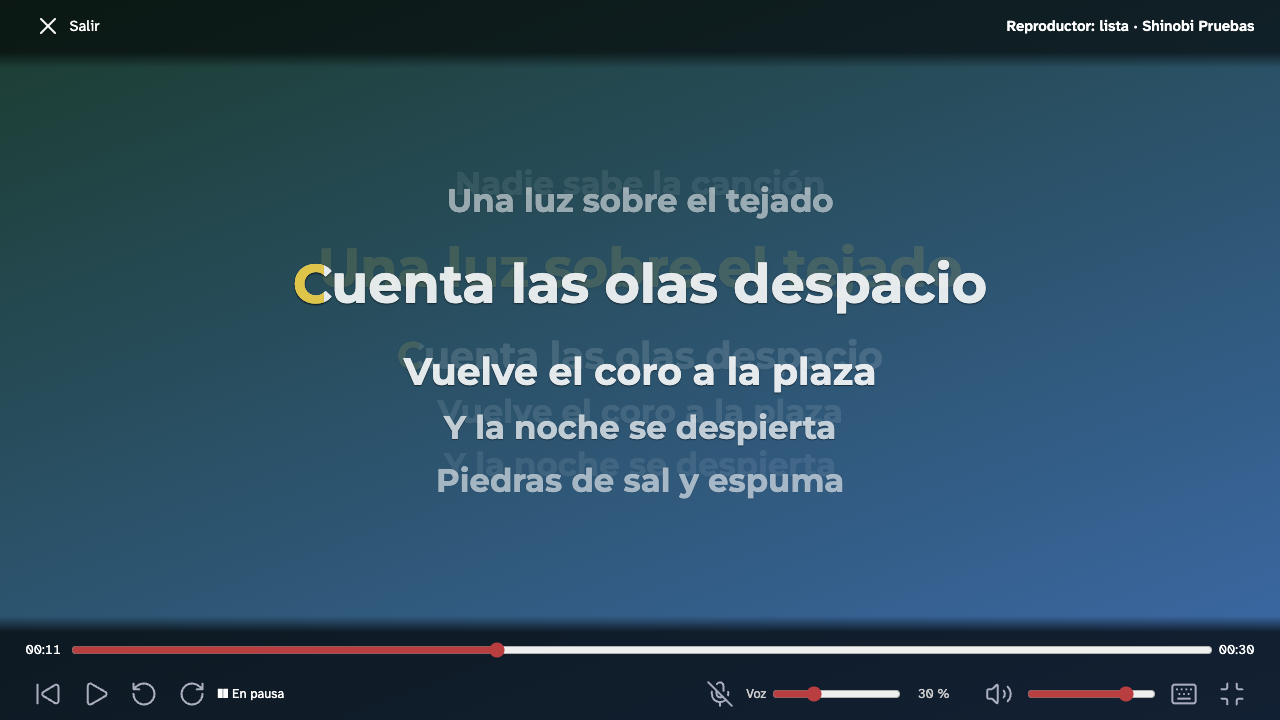 Salir
Reproductor: lista · Shinobi Pruebas
Nadie sabe la canción
Una luz sobre el tejado
Una luz sobre el tejado
Cuenta las olas despacio
Cuenta las olas despacio
Vuelve el coro a la plaza
Vuelve el coro a la plaza
Y la noche se despierta
Y la noche se despierta
Piedras de sal y espuma
00:11
00:30
En pausa
Voz
30 %